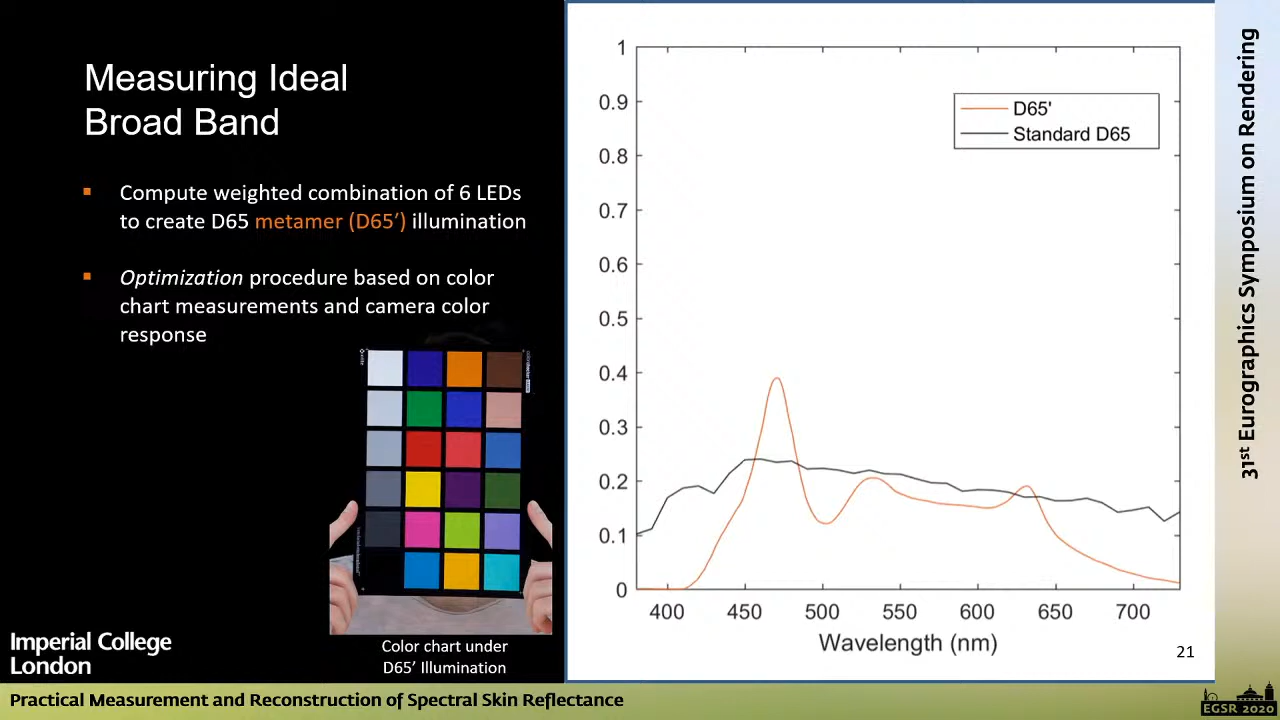 Measuring Ideal
Broad Band
▪ Compute weighted combination of 6 LEDs
to create D65 metamer (D65′) illumination
▪ Optimization procedure based on color
chart measurements and camera color
response
Color chart under
D65′ Illumination
Imperial College
London
1
0.9
0.8
0.7
0.6
0.5
0.4
0.3
0.2
0.1
0
400 450 500 550 600 650 700
Wavelength (nm)
D65'
Standard D65
21
31st Eurographics Symposium on Rendering
Practical Measurement and Reconstruction of Spectral Skin Reflectance
EGSR 2020